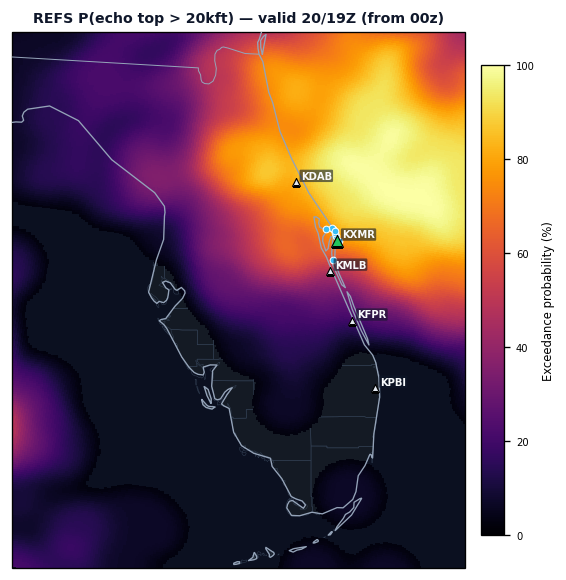 REFS P(echo top > 20kft) — valid 20/19Z (from 00z)
KDAB
KXMR
KMLB
KFPR
KPBI
100
80
60
40
20
0
Exceedance probability (%)